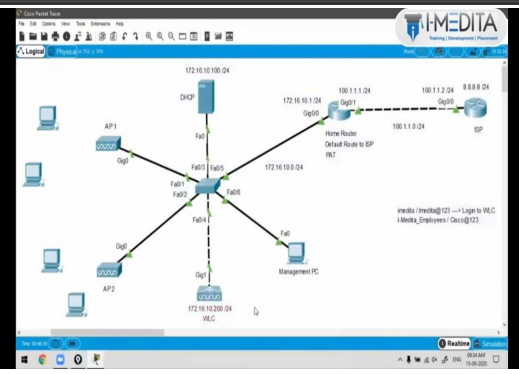 Cisco Packet Tracer
File Edit Options View Tools Extensions Help
I-MEDITA
Training | Development | Placement
Logical
Physical
172.16.10.100 /24
DHCP
Fa0
AP1
Gig0
Fa0/3
Fa0/5
Fa0/1
Fa0/2
Fa0/6
Fa0/4
172.16.10.0 /24
172.16.10.1 /24
Gig0/0
100.1.1.1 /24
Gig0/1
Home Router
Default Route to ISP
PAT
100.1.1.0 /24
100.1.1.2 /24
Gig0/0
8.8.8.8 /24
ISP
imedita / Imedita@123 ---> Login to WLC
I-Medita_Employees / Cisco@123
Fa0
Management PC
Gig0
AP2
Gig1
172.16.10.200 /24
WLC
Realtime
Simulation
ENG
09:04 AM
15-09-2020